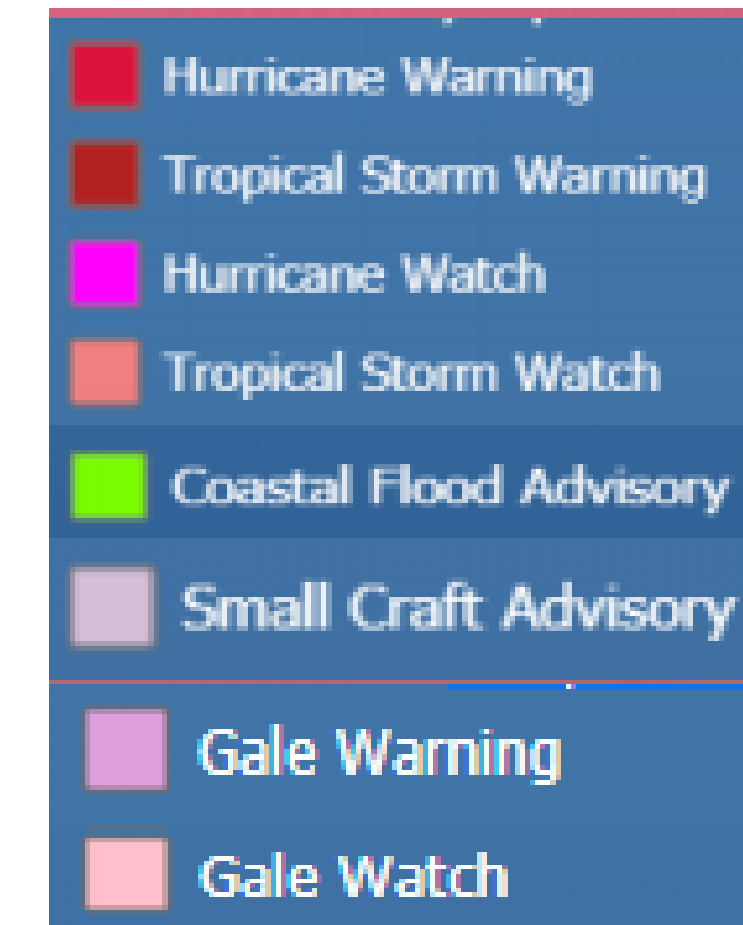 Hurricane Warning
Tropical Storm Warning
Hurricane Watch
Tropical Storm Watch
Coastal Flood Advisory
Small Craft Advisory
Gale Warning
Gale Watch